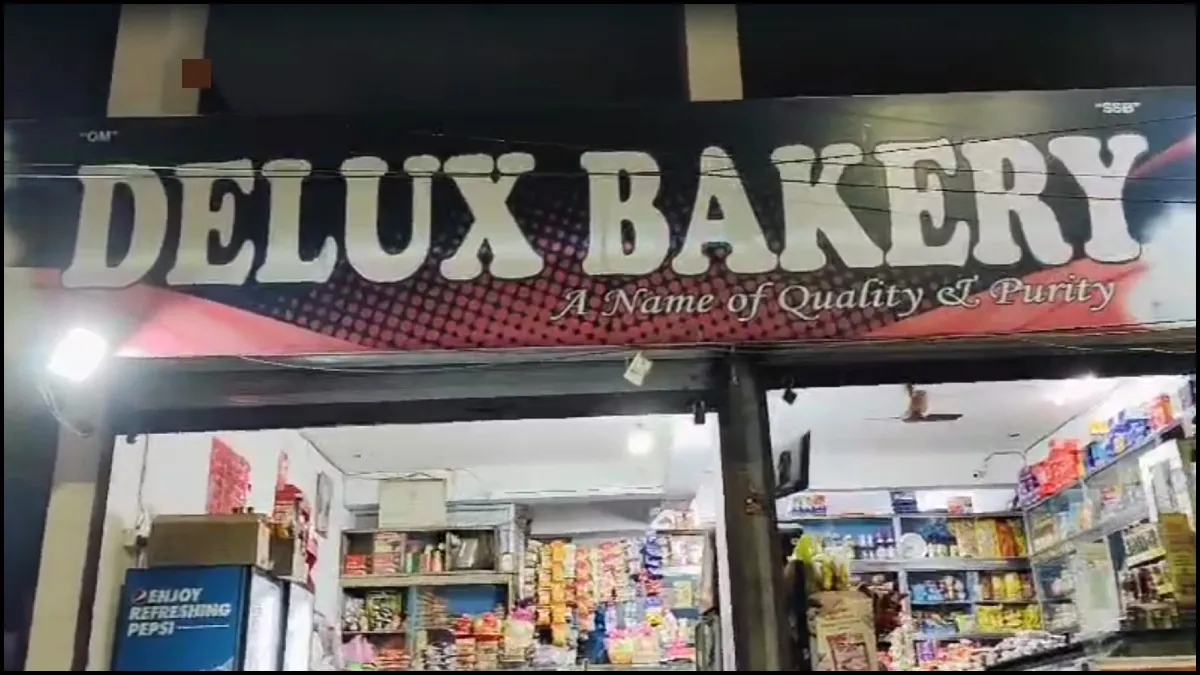 "OM"
"SSB"
DELUX BAKERY
A Name of Quality & Purity
ENJOY
REFRESHING
PEPSI